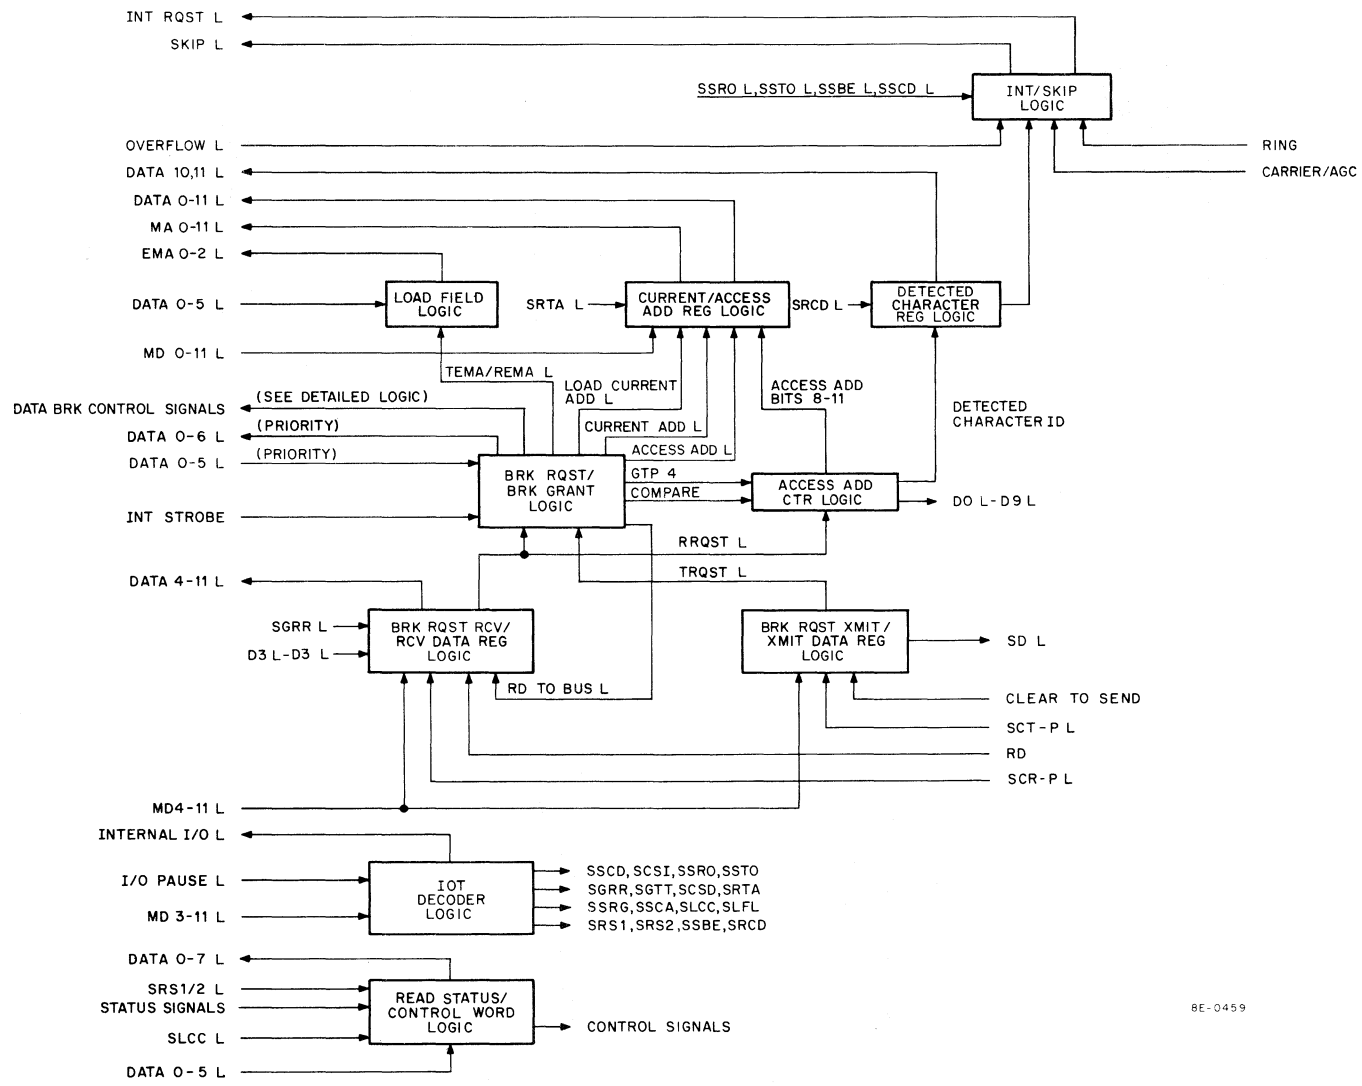 INT RQST L
SKIP L
SSRO L,SSTO L,SSBE L,SSCD L
INT/SKIP
LOGIC
OVERFLOW L
RING
DATA 10,11 L
CARRIER/AGC
DATA 0-11 L
MA 0-11 L
EMA 0-2 L
DATA 0-5 L
LOAD FIELD
LOGIC
SRTA L
CURRENT/ACCESS
ADD REG LOGIC
SRCD L
DETECTED
CHARACTER
REG LOGIC
MD 0-11 L
TEMA/REMA L
LOAD CURRENT
ADD L
ACCESS ADD
BITS 8-11
DETECTED
CHARACTER ID
DATA BRK CONTROL SIGNALS
(SEE DETAILED LOGIC)
DATA 0-6 L
(PRIORITY)
CURRENT ADD L
DATA 0-5 L
(PRIORITY)
ACCESS ADD L
BRK RQST/
BRK GRANT
LOGIC
GTP 4
COMPARE
ACCESS ADD
CTR LOGIC
DO L-D9 L
INT STROBE
RRQST L
DATA 4-11 L
TRQST L
SGRR L
D3 L-D3 L
BRK RQST RCV/
RCV DATA REG
LOGIC
BRK RQST XMIT/
XMIT DATA REG
LOGIC
SD L
RD TO BUS L
CLEAR TO SEND
SCT-P L
RD
SCR-P L
MD4-11 L
INTERNAL I/O L
I/O PAUSE L
MD 3-11 L
IOT
DECODER
LOGIC
SSCD,SCSI,SSRO,SSTO
SGRR,SGTT,SCSD,SRTA
SSRG,SSCA,SLCC,SLFL
SRS1,SRS2,SSBE,SRCD
DATA 0-7 L
SRS1/2 L
STATUS SIGNALS
SLCC L
READ STATUS/
CONTROL WORD
LOGIC
CONTROL SIGNALS
DATA 0-5 L
8E-0459